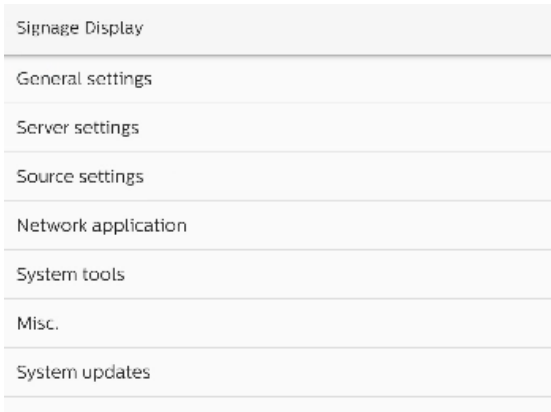 Signage Display
General settings
Server settings
Source settings
Network application
System tools
Misc.
System updates